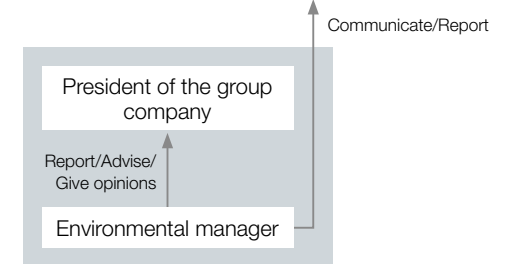 Communicate/Report
President of the group
company
Report/Advise/
Give opinions
Environmental manager